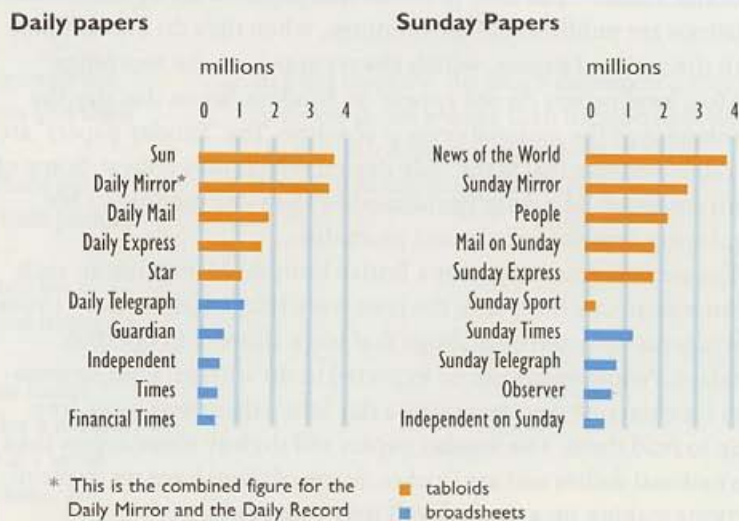 Daily papers
millions
0 1 2 3 4
Sun
Daily Mirror*
Daily Mail
Daily Express
Star
Daily Telegraph
Guardian
Independent
Times
Financial Times
* This is the combined figure for the
Daily Mirror and the Daily Record
Sunday Papers
millions
0 1 2 3 4
News of the World
Sunday Mirror
People
Mail on Sunday
Sunday Express
Sunday Sport
Sunday Times
Sunday Telegraph
Observer
Independent on Sunday
tabloids
broadsheets